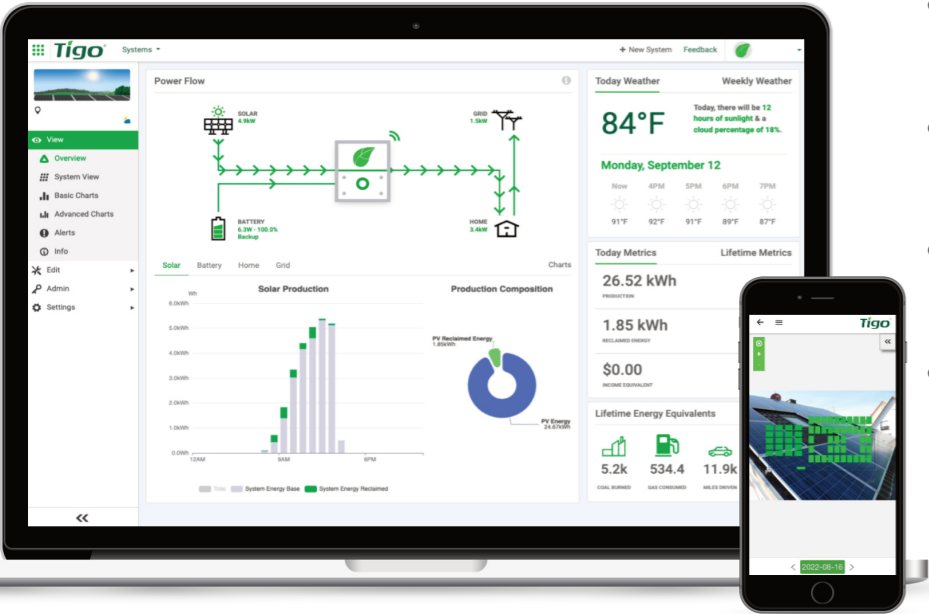 Tigo
Systems
+ New System
Feedback
View
Overview
System View
Basic Charts
Advanced Charts
Alerts
Info
Edit
Admin
Settings
Power Flow
SOLAR
4.9kW
GRID
1.5kW
BATTERY
6.3W - 100.0%
Backup
HOME
3.4kW
Solar
Battery
Home
Grid
Charts
Solar Production
Wh
6.0kWh
5.0kWh
4.0kWh
3.0kWh
2.0kWh
1.0kWh
0.0Wh
12AM
9AM
6PM
Total
System Energy Base
System Energy Reclaimed
Production Composition
PV Reclaimed Energy
1.85kWh
PV Energy
24.67kWh
Today Weather
Weekly Weather
84°F
Today, there will be 12
hours of sunlight & a
cloud percentage of 18%.
Monday, September 12
Now 4PM 5PM 6PM 7PM
91°F 92°F 91°F 89°F 87°F
Today Metrics
Lifetime Metrics
26.52 kWh
PRODUCTION
1.85 kWh
RECLAIMED ENERGY
$0.00
INCOME EQUIVALENT
Lifetime Energy Equivalents
5.2k 534.4 11.9k
COAL BURNED GAS CONSUMED MILES DRIVEN
Tigo
2022-08-16